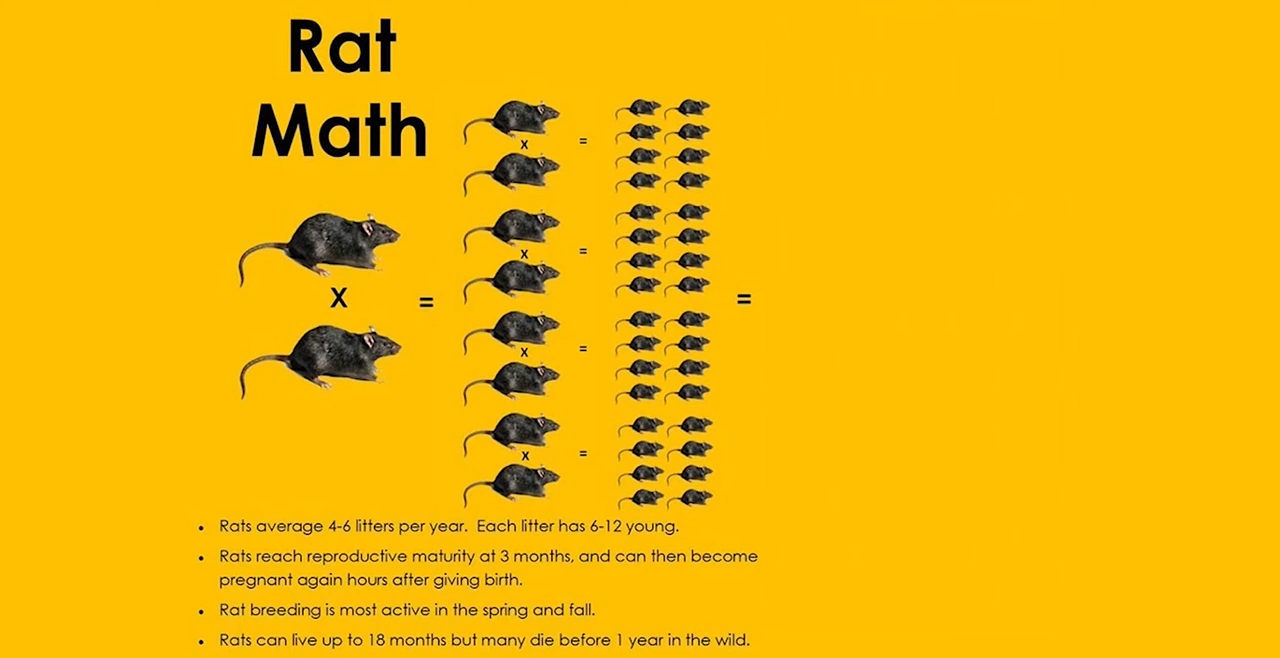 Rat
Math
x
=
x
=
X
=
=
x
=
x
=
• Rats average 4-6 litters per year.  Each litter has 6-12 young.
• Rats reach reproductive maturity at 3 months, and can then become
pregnant again hours after giving birth.
• Rat breeding is most active in the spring and fall.
• Rats can live up to 18 months but many die before 1 year in the wild.